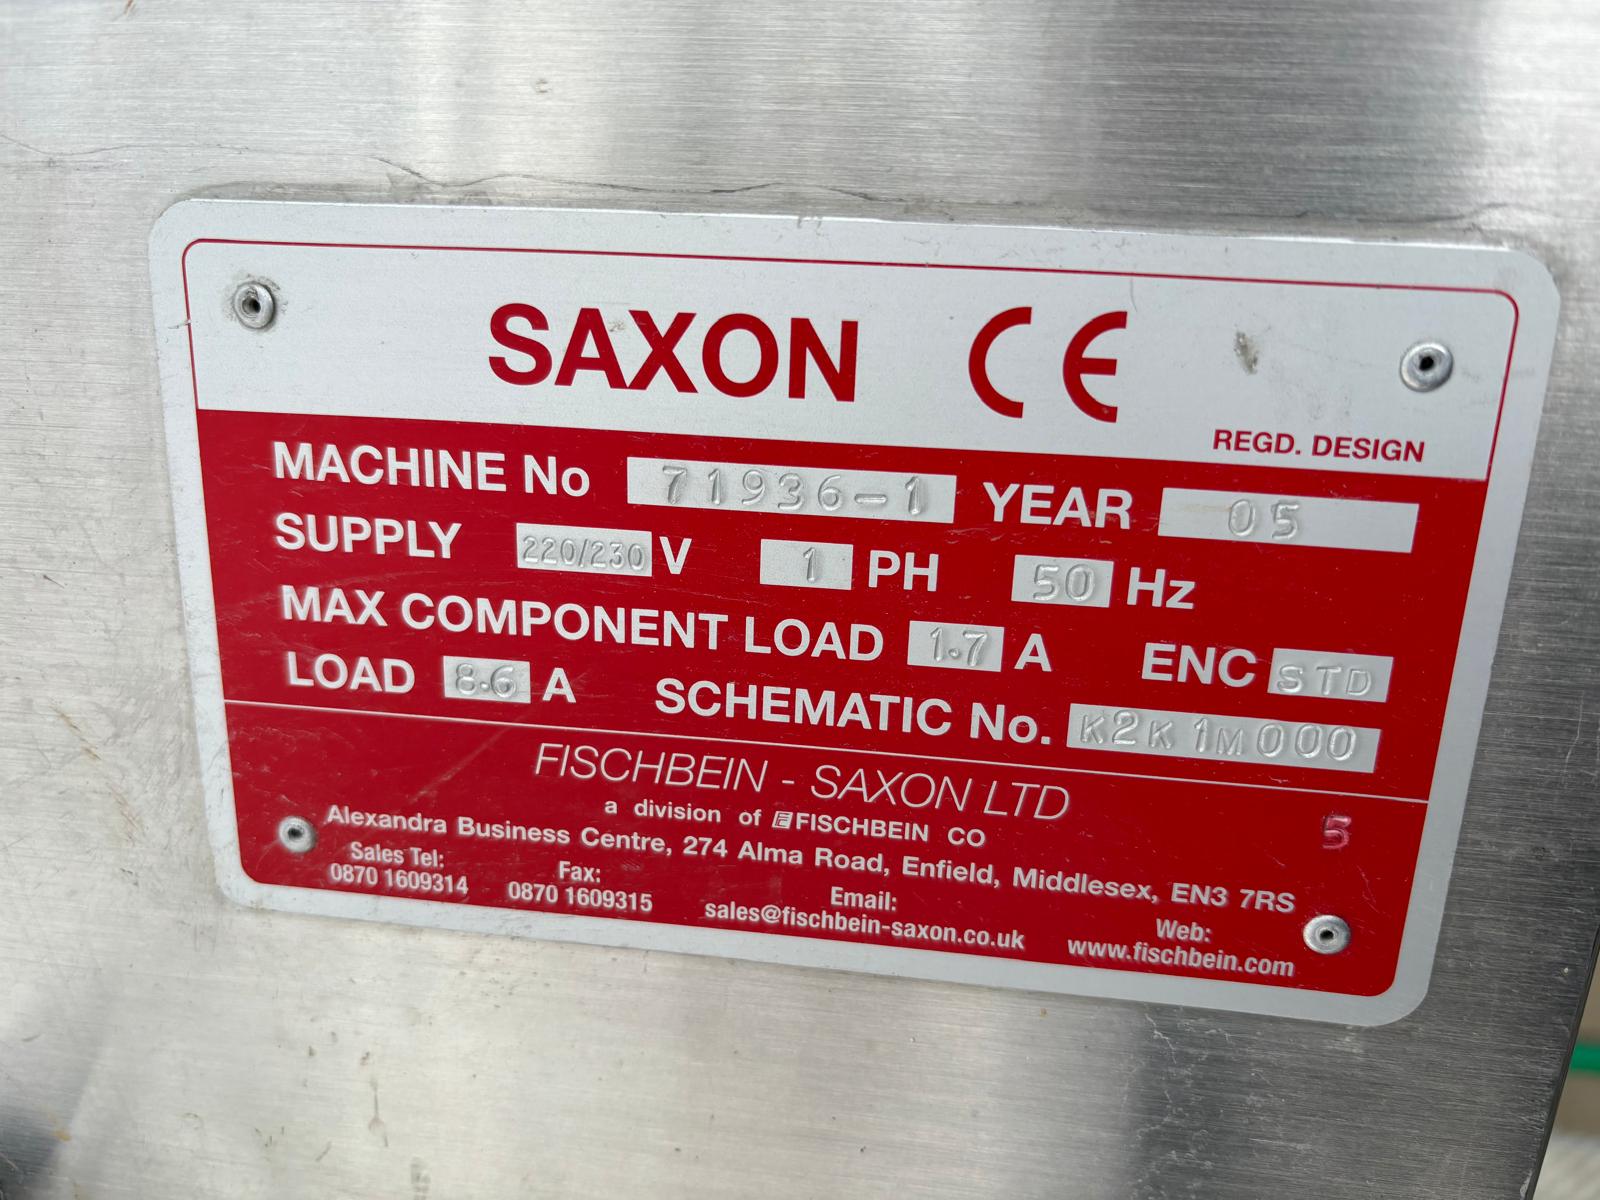 SAXON CE
REGD. DESIGN
MACHINE No 71936-1 YEAR 05
SUPPLY 220/230 V 1 PH 50 Hz
MAX COMPONENT LOAD 1.7 A ENC STD
LOAD 8.6 A SCHEMATIC No. K2K1M000
FISCHBEIN - SAXON LTD
a division of FISCHBEIN CO
5
Alexandra Business Centre, 274 Alma Road, Enfield, Middlesex, EN3 7RS
Sales Tel: Fax: Email: Web:
0870 1609314 0870 1609315 sales@fischbein-saxon.co.uk www.fischbein.com